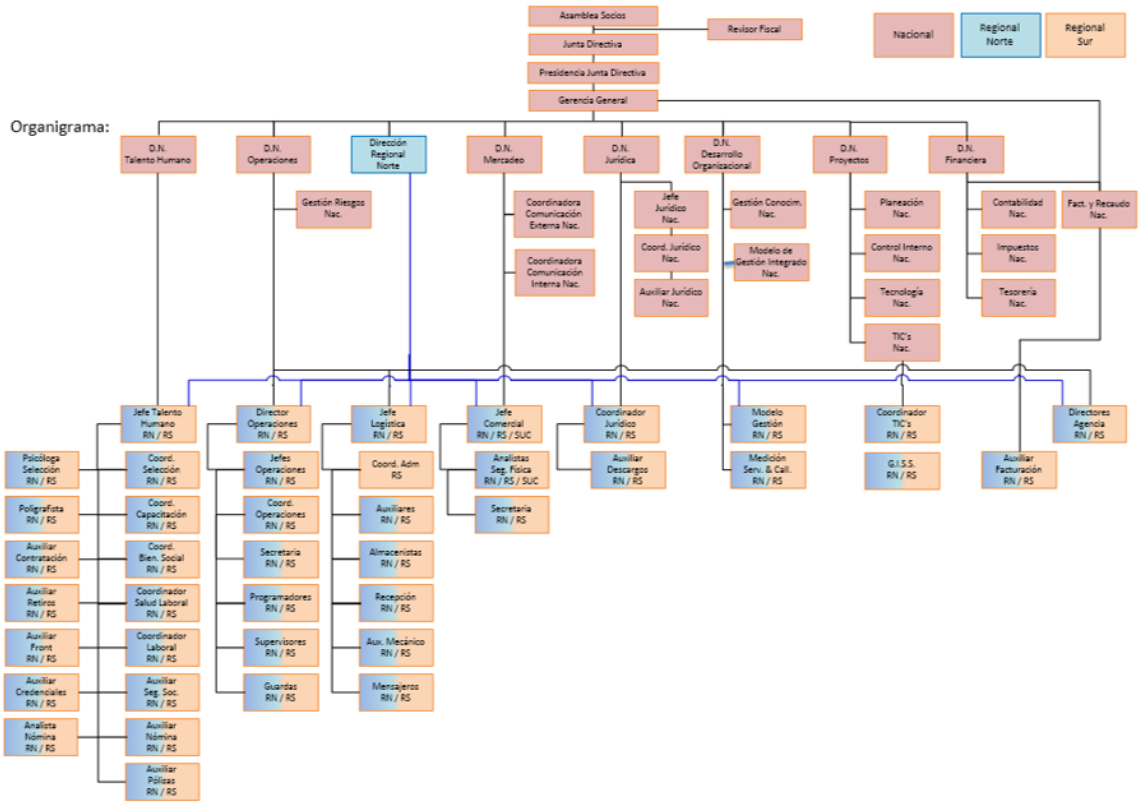 Asamblea Socios
Revisor Fiscal
Junta Directiva
Presidencia Junta Directiva
Gerencia General
Nacional
Regional
Norte
Regional
Sur
Organigrama:
D.N.
Talento Humano
D.N.
Operaciones
Dirección
Regional
Norte
D.N.
Mercadeo
D.N.
Jurídica
D.N.
Desarrollo
Organizacional
D.N.
Proyectos
D.N.
Financiera
Gestión Riesgos
Nac.
Coordinadora
Comunicación
Externa Nac.
Coordinadora
Comunicación
Interna Nac.
Jefe
Jurídico
Nac.
Coord. Jurídico
Nac.
Auxiliar Jurídico
Nac.
Gestión Conocim.
Nac.
Modelo de
Gestión Integrado
Nac.
Planeación
Nac.
Control Interno
Nac.
Tecnología
Nac.
TIC's
Nac.
Contabilidad
Nac.
Impuestos
Nac.
Tesorería
Nac.
Fact. y Recaudo
Nac.
Jefe Talento
Humano
RN / RS
Director
Operaciones
RN / RS
Jefe
Logística
RN / RS
Jefe
Comercial
RN / RS / SUC
Coordinador
Jurídico
RN / RS
Modelo
Gestión
RN / RS
Coordinador
TIC's
RN / RS
Directores
Agencia
RN / RS
Psicóloga
Selección
RN / RS
Coord.
Selección
RN / RS
Jefes
Operaciones
RN / RS
Coord. Adm
RS
Analistas
Seg. Física
RN / RS / SUC
Auxiliar
Descargos
RN / RS
Medición
Serv. & Call.
RN / RS
G.I.S.S.
RN / RS
Auxiliar
Facturación
RN / RS
Poligrafista
RN / RS
Coord.
Capacitación
RN / RS
Coord.
Operaciones
RN / RS
Auxiliares
RN / RS
Secretaria
RN / RS
Auxiliar
Contratación
RN / RS
Coord.
Bien. Social
RN / RS
Secretaria
RN / RS
Almacenistas
RN / RS
Auxiliar
Retiros
RN / RS
Coordinador
Salud Laboral
RN / RS
Programadores
RN / RS
Recepción
RN / RS
Auxiliar
Front
RN / RS
Coordinador
Laboral
RN / RS
Supervisores
RN / RS
Aux. Mecánico
RN / RS
Auxiliar
Credenciales
RN / RS
Auxiliar
Seg. Soc.
RN / RS
Guardas
RN / RS
Mensajeros
RN / RS
Analista
Nómina
RN / RS
Auxiliar
Nómina
RN / RS
Auxiliar
Pólizas
RN / RS